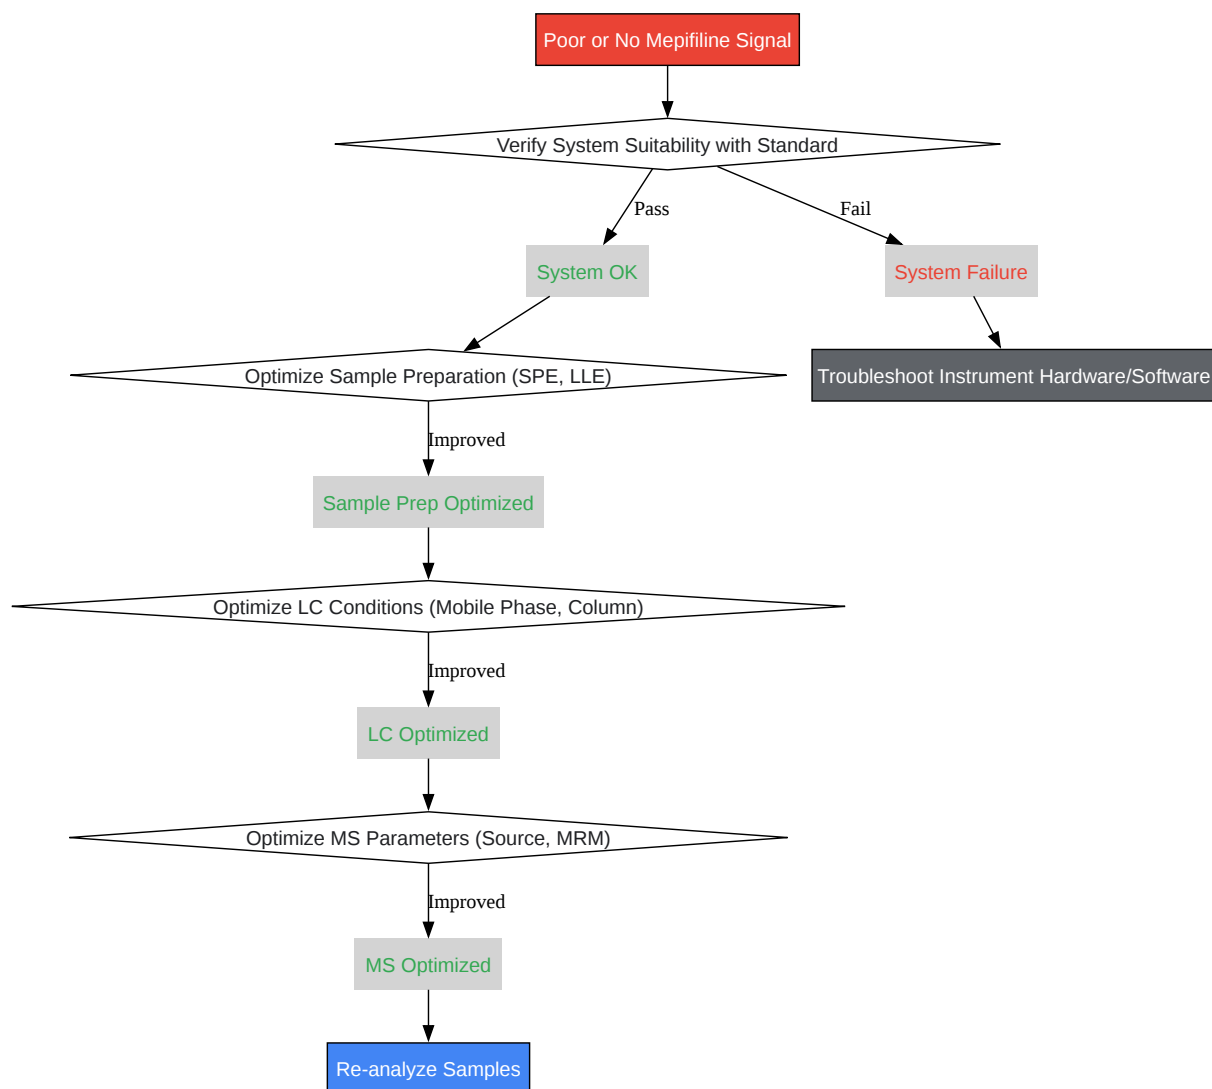 Poor or No Mepifiline Signal
Verify System Suitability with Standard
Pass
Fail
System OK
System Failure
Optimize Sample Preparation (SPE, LLE)
Troubleshoot Instrument Hardware/Software
Improved
Sample Prep Optimized
Optimize LC Conditions (Mobile Phase, Column)
Improved
LC Optimized
Optimize MS Parameters (Source, MRM)
Improved
MS Optimized
Re-analyze Samples